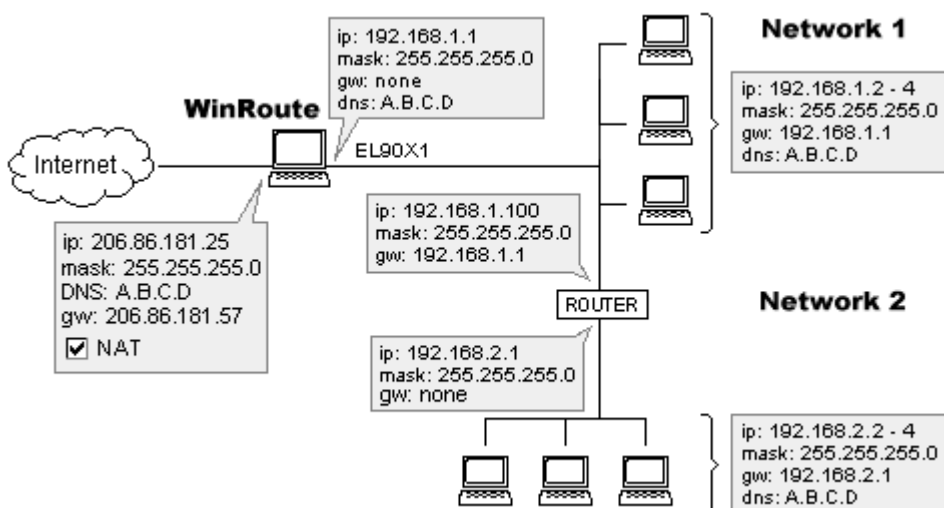 ip: 192.168.1.1
mask: 255.255.255.0
gw: none
dns: A.B.C.D
Network 1
WinRoute
ip: 192.168.1.2 - 4
mask: 255.255.255.0
gw: 192.168.1.1
dns: A.B.C.D
Internet
EL90X1
ip: 206.86.181.25
mask: 255.255.255.0
DNS: A.B.C.D
gw: 206.86.181.57
NAT
ip: 192.168.1.100
mask: 255.255.255.0
gw: 192.168.1.1
ROUTER
Network 2
ip: 192.168.2.1
mask: 255.255.255.0
gw: none
ip: 192.168.2.2 - 4
mask: 255.255.255.0
gw: 192.168.2.1
dns: A.B.C.D